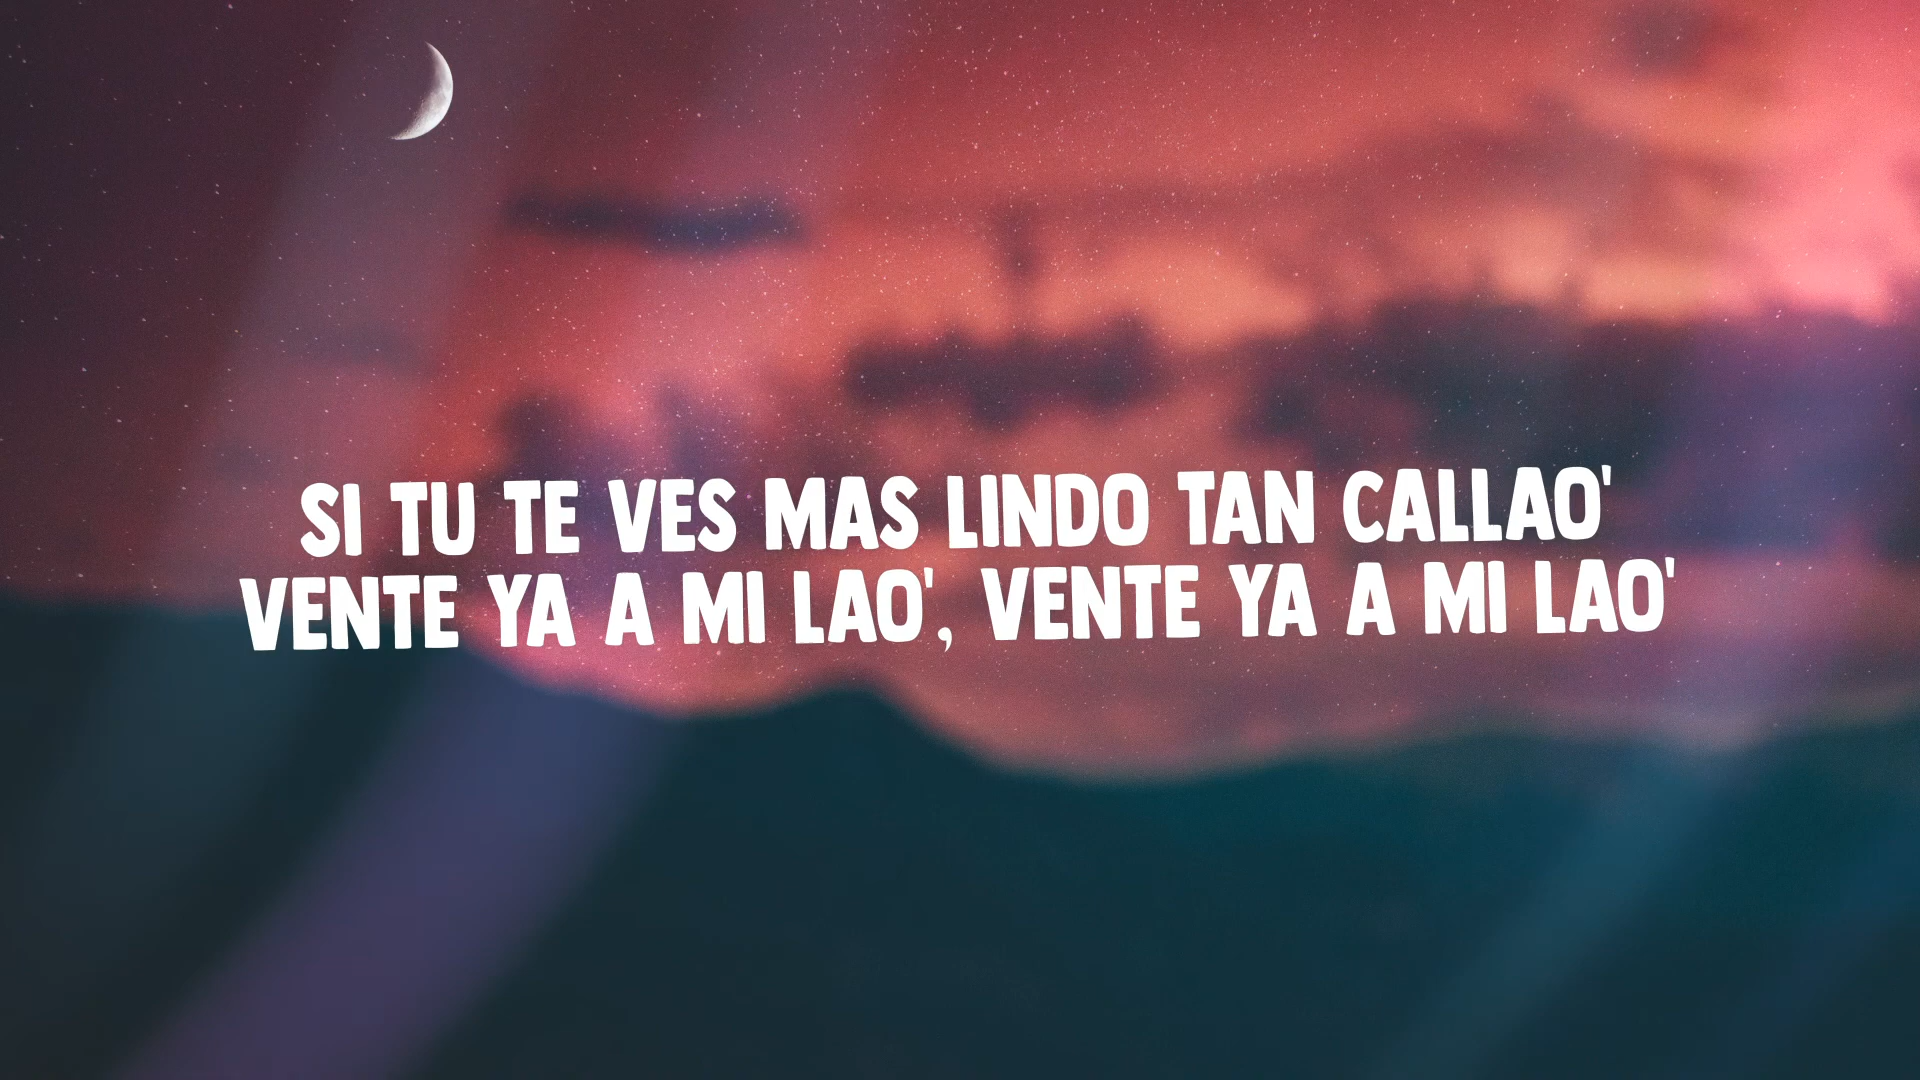 SI TU TE VES MAS LINDO TAN CALLAO'
VENTE YA A MI LAO', VENTE YA A MI LAO'